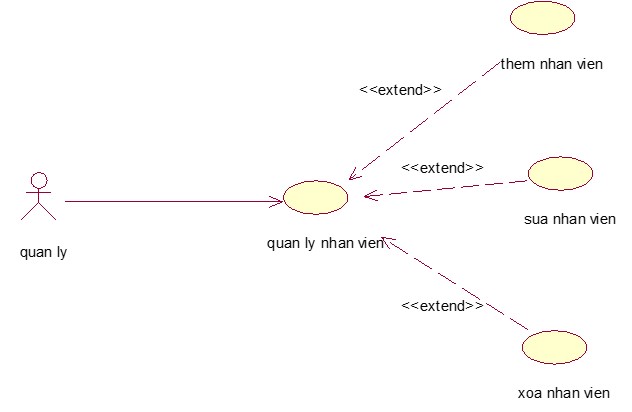 them nhan vien
<<extend>>
<<extend>>
sua nhan vien
quan ly
quan ly nhan vien
<<extend>>
xoa nhan vien